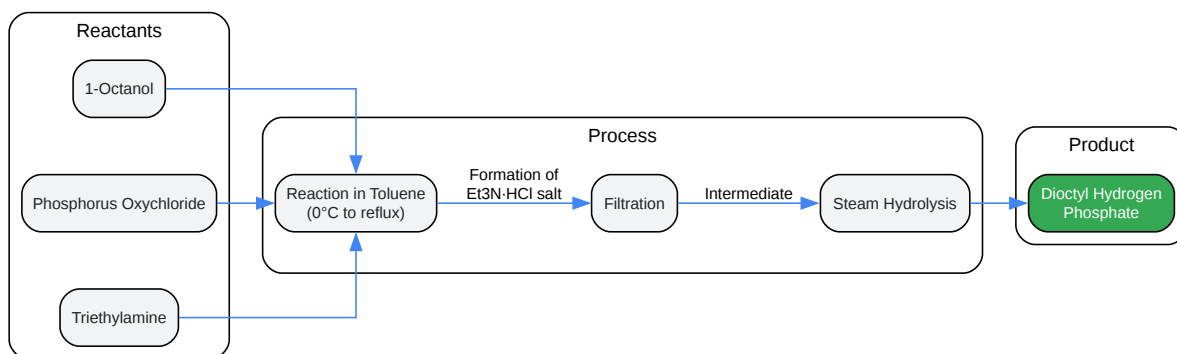 Reactants
1-Octanol
Phosphorus Oxychloride
Triethylamine
Process
Reaction in Toluene
(0°C to reflux)
Formation of
Et3N·HCl salt
Filtration
Intermediate
Steam Hydrolysis
Product
Dioctyl Hydrogen
Phosphate